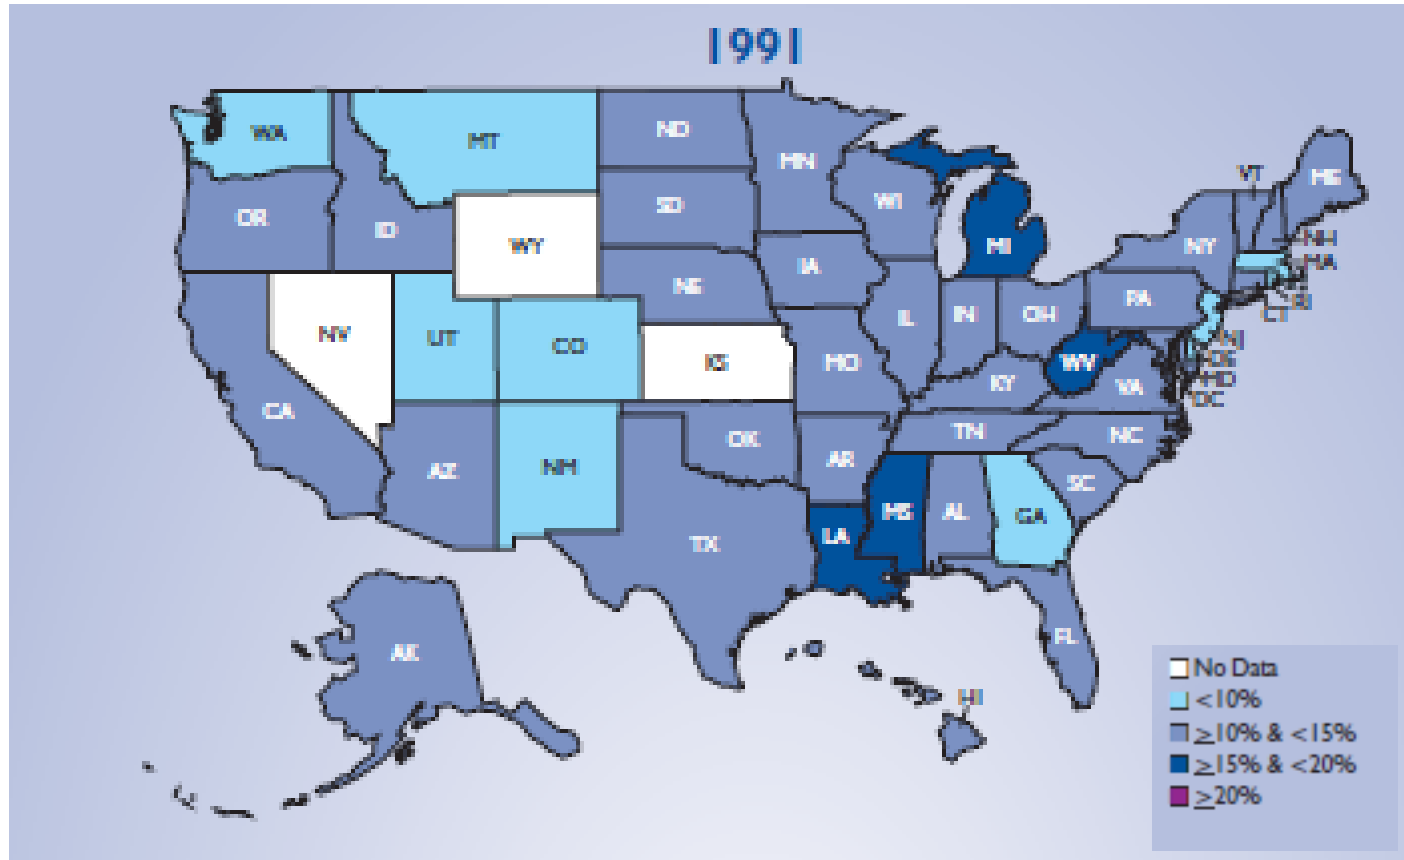 1991
WA
MT
ND
MN
VT
ME
OR
ID
SD
WI
WY
MI
NY
NH
MA
IA
NE
PA
RI
CT
NV
UT
CO
KS
MO
IL
IN
OH
NJ
DE
MD
DC
WV
KY
VA
CA
AZ
NM
OK
AR
TN
NC
SC
TX
LA
MS
AL
GA
FL
AK
HI
No Data
<10%
≥10% & <15%
≥15% & <20%
≥20%